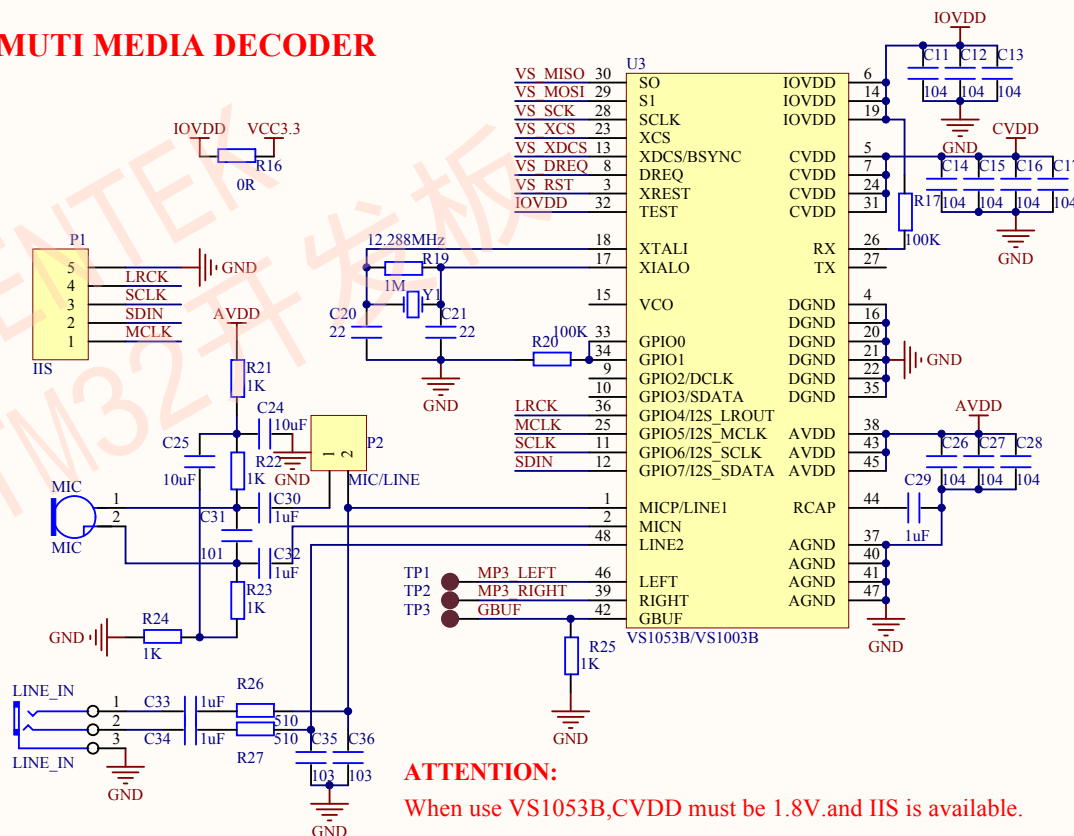 MUTI MEDIA DECODER
IOVDD
VCC3.3
R16
0R
P1
5
4
3
2
1
GND
LRCK
SCLK
SDIN
MCLK
IIS
AVDD
R21
1K
C24
10uF
GND
C25
10uF
R22
1K
P2
1
2
MIC/LINE
MIC
1
2
MIC
C30
1uF
C31
101
C32
1uF
R23
1K
GND
R24
1K
LINE_IN
1
2
3
LINE_IN
GND
C33
1uF
C34
1uF
R26
510
510
R27
C35
103
C36
103
GND
12.288MHz
R19
1M
Y1
C20
22
C21
22
GND
R20
100K
U3
VS_MISO 30 SO
VS_MOSI 29 S1
VS_SCK 28 SCLK
VS_XCS 23 XCS
VS_XDCS 13 XDCS/BSYNC
VS_DREQ 8 DREQ
VS_RST 3 XREST
IOVDD 32 TEST
18 XTALI
17 XIALO
15 VCO
33 GPIO0
34 GPIO1
9 GPIO2/DCLK
10 GPIO3/SDATA
LRCK 36 GPIO4/I2S_LROUT
MCLK 25 GPIO5/I2S_MCLK
SCLK 11 GPIO6/I2S_SCLK
SDIN 12 GPIO7/I2S_SDATA
1 MICP/LINE1
2 MICN
48 LINE2
TP1 MP3_LEFT 46 LEFT
TP2 MP3_RIGHT 39 RIGHT
TP3 GBUF 42 GBUF
VS1053B/VS1003B
R25
1K
GND
IOVDD 6
IOVDD 14
IOVDD 19
CVDD 5
CVDD 7
CVDD 24
CVDD 31
RX 26
TX 27
DGND 4
DGND 16
DGND 20
DGND 21
DGND 22
DGND 35
AVDD 38
AVDD 43
AVDD 45
RCAP 44
AGND 37
AGND 40
AGND 41
AGND 47
IOVDD
C11 C12 C13
104 104 104
GND
CVDD
C14 C15 C16 C17
104 104 104 104
GND
R17
100K
GND
AVDD
C26 C27 C28
104 104 104
C29
1uF
GND
ATTENTION:
When use VS1053B,CVDD must be 1.8V.and IIS is available.
ENTEK
TM32开发板